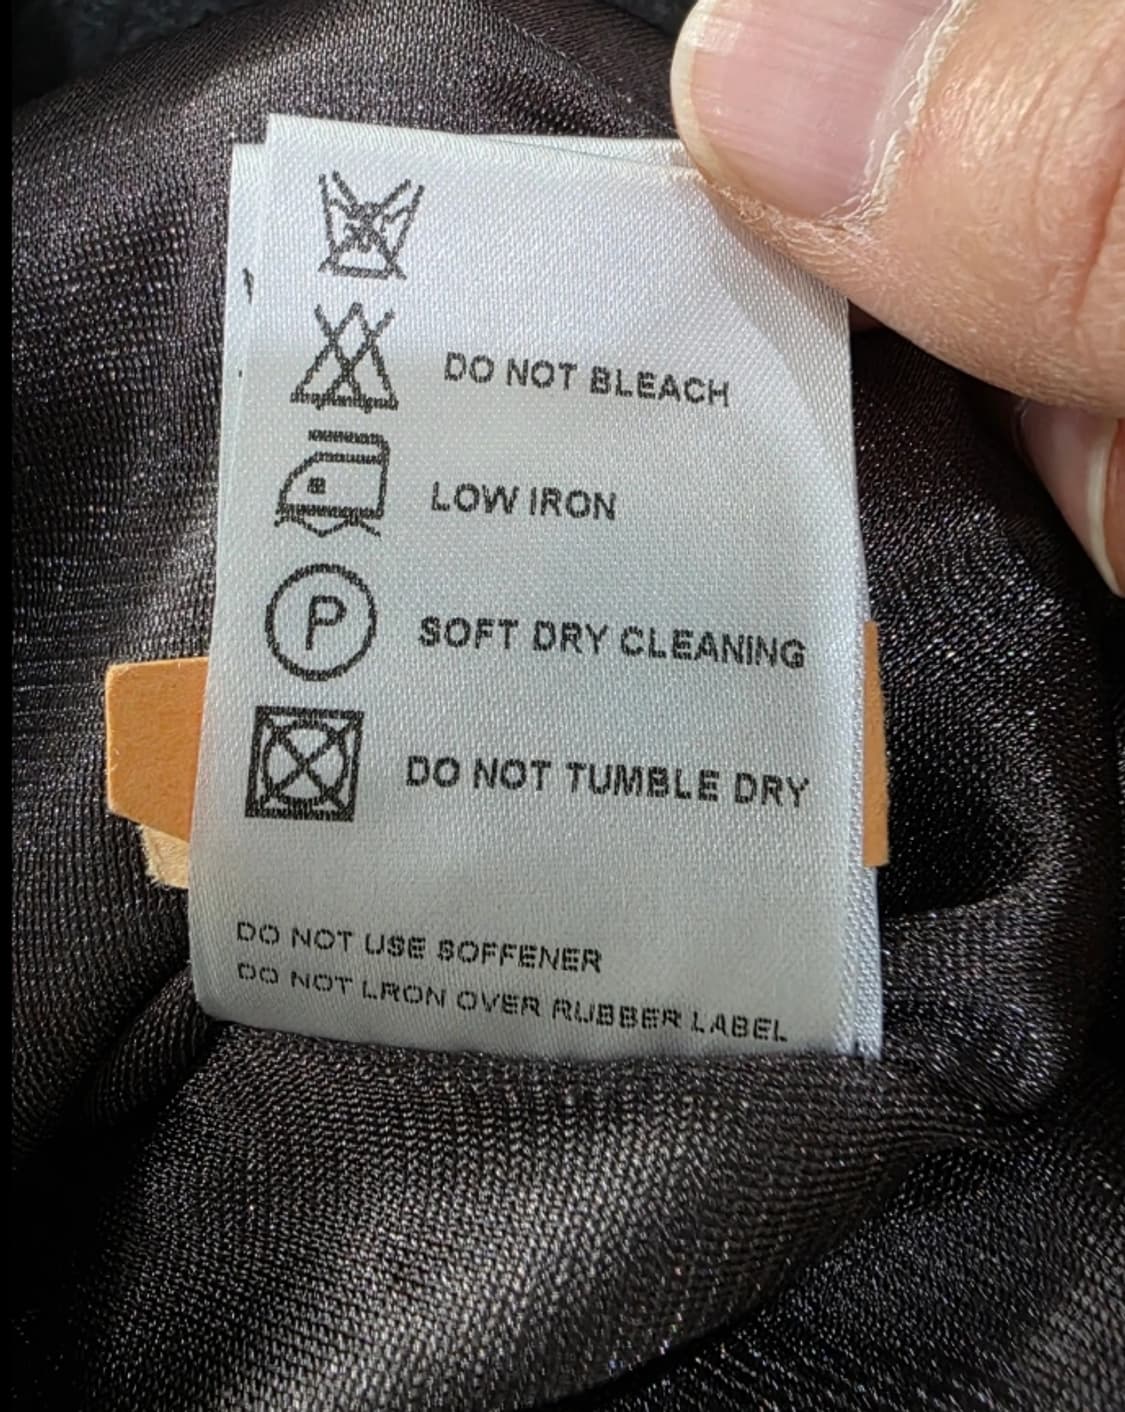 DO NOT BLEACH
LOW IRON
P SOFT DRY CLEANING
DO NOT TUMBLE DRY
DO NOT USE SOFFENER
DO NOT LRON OVER RUBBER LABEL